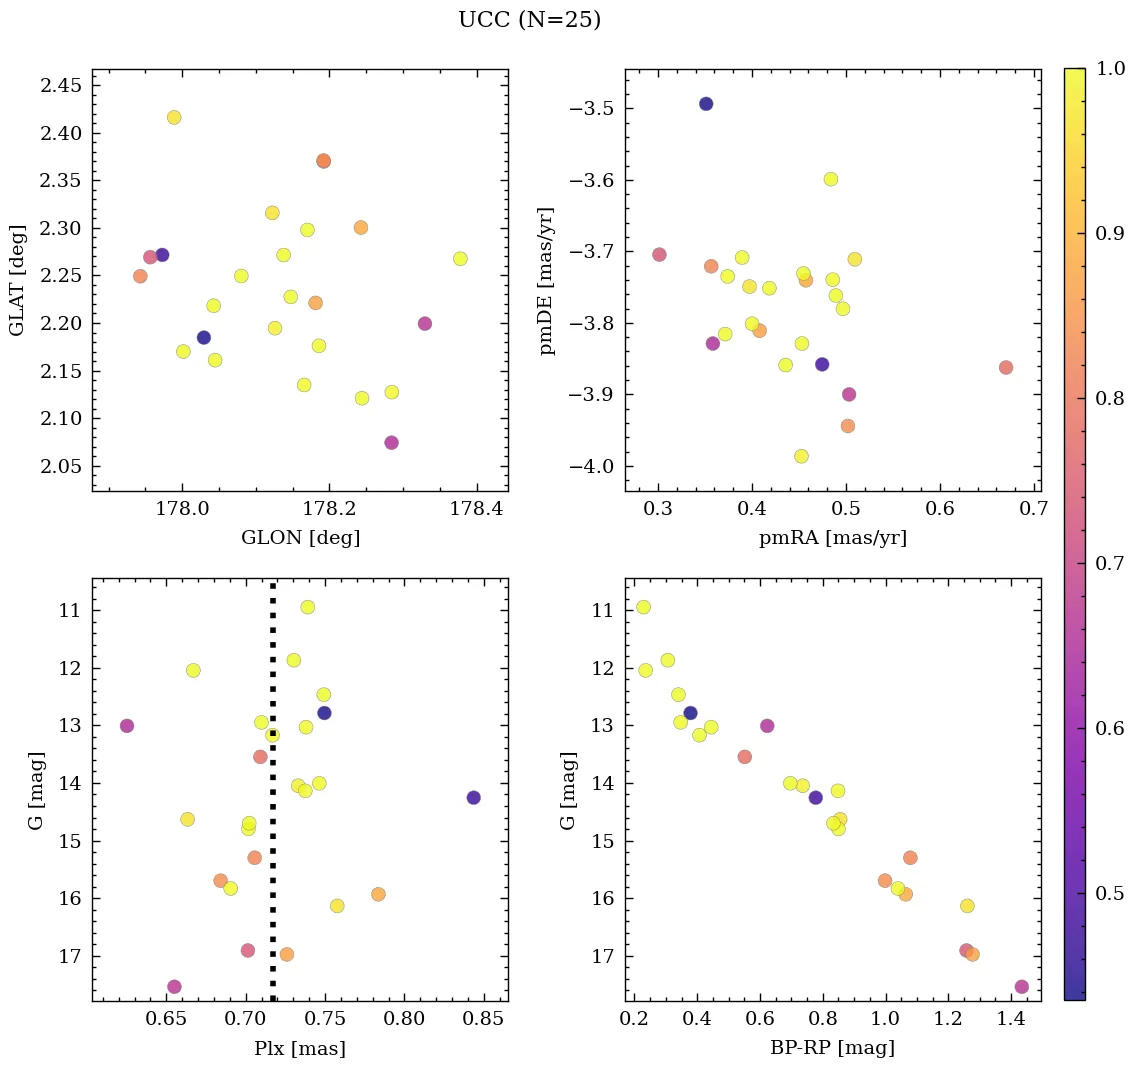 UCC (N=25)
2.45
2.40
2.35
2.30
2.25
2.20
2.15
2.10
2.05
GLAT [deg]
178.0 178.2 178.4
GLON [deg]
−3.5
−3.6
−3.7
−3.8
−3.9
−4.0
pmDE [mas/yr]
0.3 0.4 0.5 0.6 0.7
pmRA [mas/yr]
11
12
13
14
15
16
17
G [mag]
0.65 0.70 0.75 0.80 0.85
Plx [mas]
11
12
13
14
15
16
17
G [mag]
0.2 0.4 0.6 0.8 1.0 1.2 1.4
BP-RP [mag]
1.0
0.9
0.8
0.7
0.6
0.5